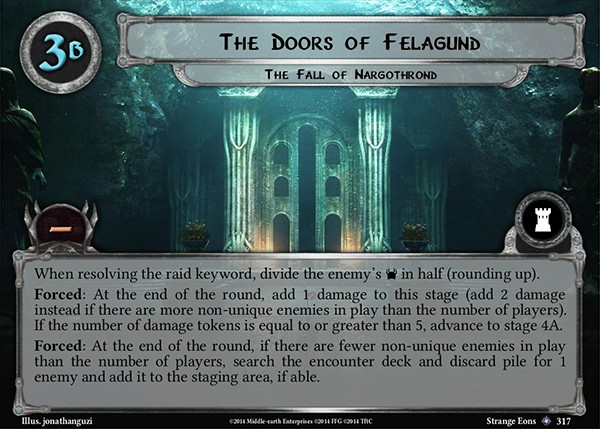 3B
The Doors of Felagund
The Fall of Nargothrond
–
When resolving the raid keyword, divide the enemy's in half (rounding up).
Forced: At the end of the round, add 1 damage to this stage (add 2 damage
instead if there are more non-unique enemies in play than the number of players).
If the number of damage tokens is equal to or greater than 5, advance to stage 4A.
Forced: At the end of the round, if there are fewer non-unique enemies in play
than the number of players, search the encounter deck and discard pile for 1
enemy and add it to the staging area, if able.
Illus. jonathanguzi
©2014 Middle-earth Enterprises ©2014 FFG ©2014 TftC
Strange Eons 317